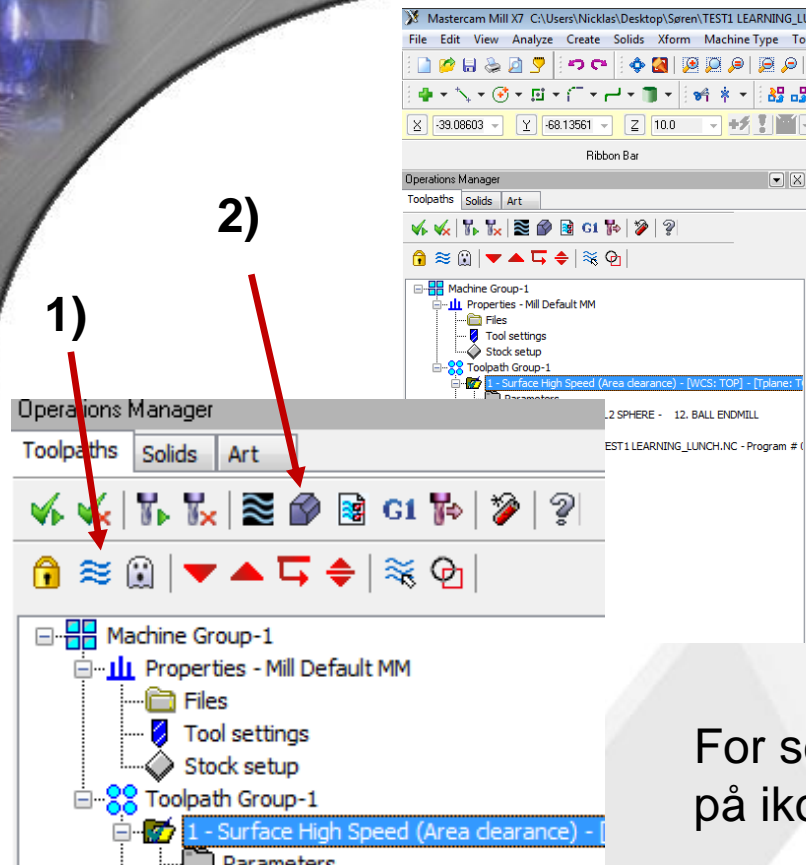 Mastercam Mill X7 C:\Users\Nicklas\Desktop\Søren\TEST1 LEARNING_LU
File Edit View Analyze Create Solids Xform Machine Type To
X -39.08603 Y -68.13561 Z 10.0
Ribbon Bar
Operations Manager
Toolpaths Solids Art
G1
Machine Group-1
Properties - Mill Default MM
Files
Tool settings
Stock setup
Toolpath Group-1
1 - Surface High Speed (Area clearance) - [WCS: TOP] - [Tplane: T
Parameters
.2 SPHERE - 12. BALL ENDMILL
EST1 LEARNING_LUNCH.NC - Program #
2)
1)
Operations Manager
Toolpaths Solids Art
G1
Machine Group-1
Properties - Mill Default MM
Files
Tool settings
Stock setup
Toolpath Group-1
1 - Surface High Speed (Area clearance) - [
Parameters
For s
på iko